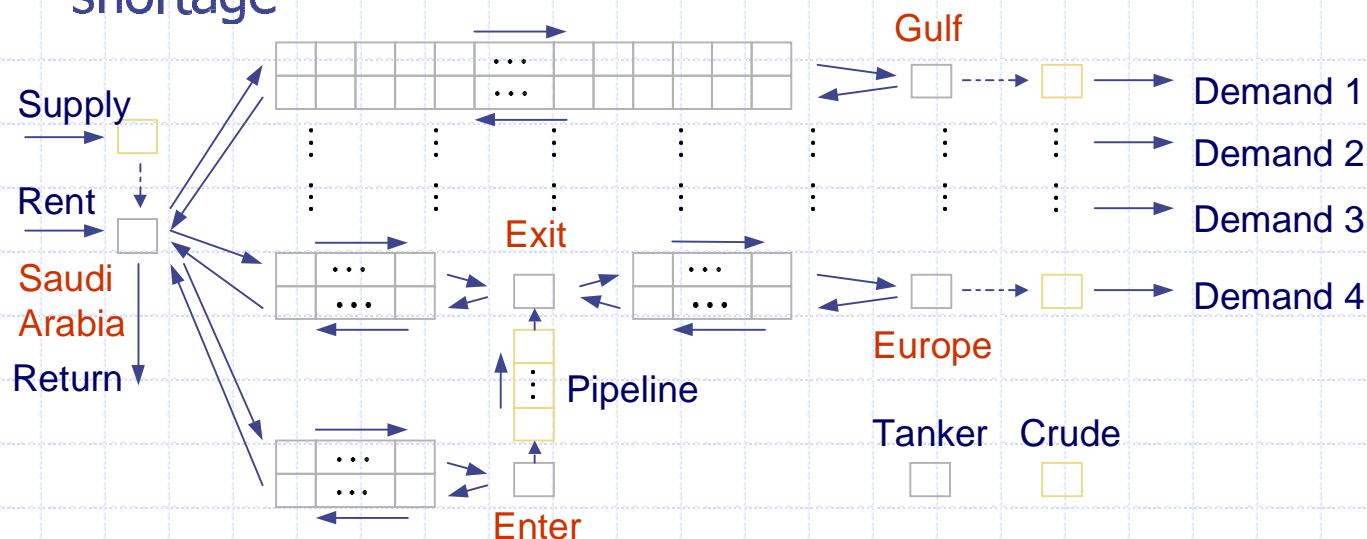 shortage
Gulf
Supply
Demand 1
Demand 2
Rent
Demand 3
Exit
Saudi
Arabia
Demand 4
Europe
Return
Pipeline
Tanker Crude
Enter